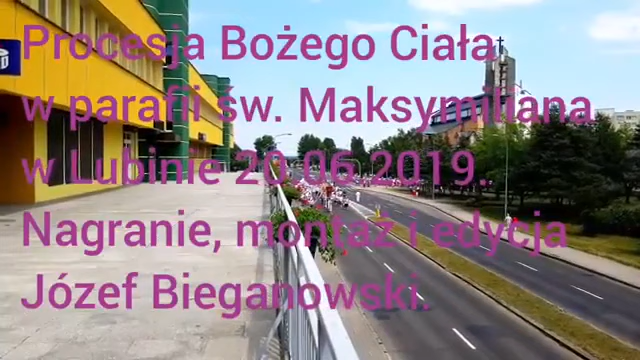 Procesja Bożego Ciała
w parafii św. Maksymiliana
w Lubinie 20.06.2019.
Nagranie, montaż i edycja
Józef Bieganowski.